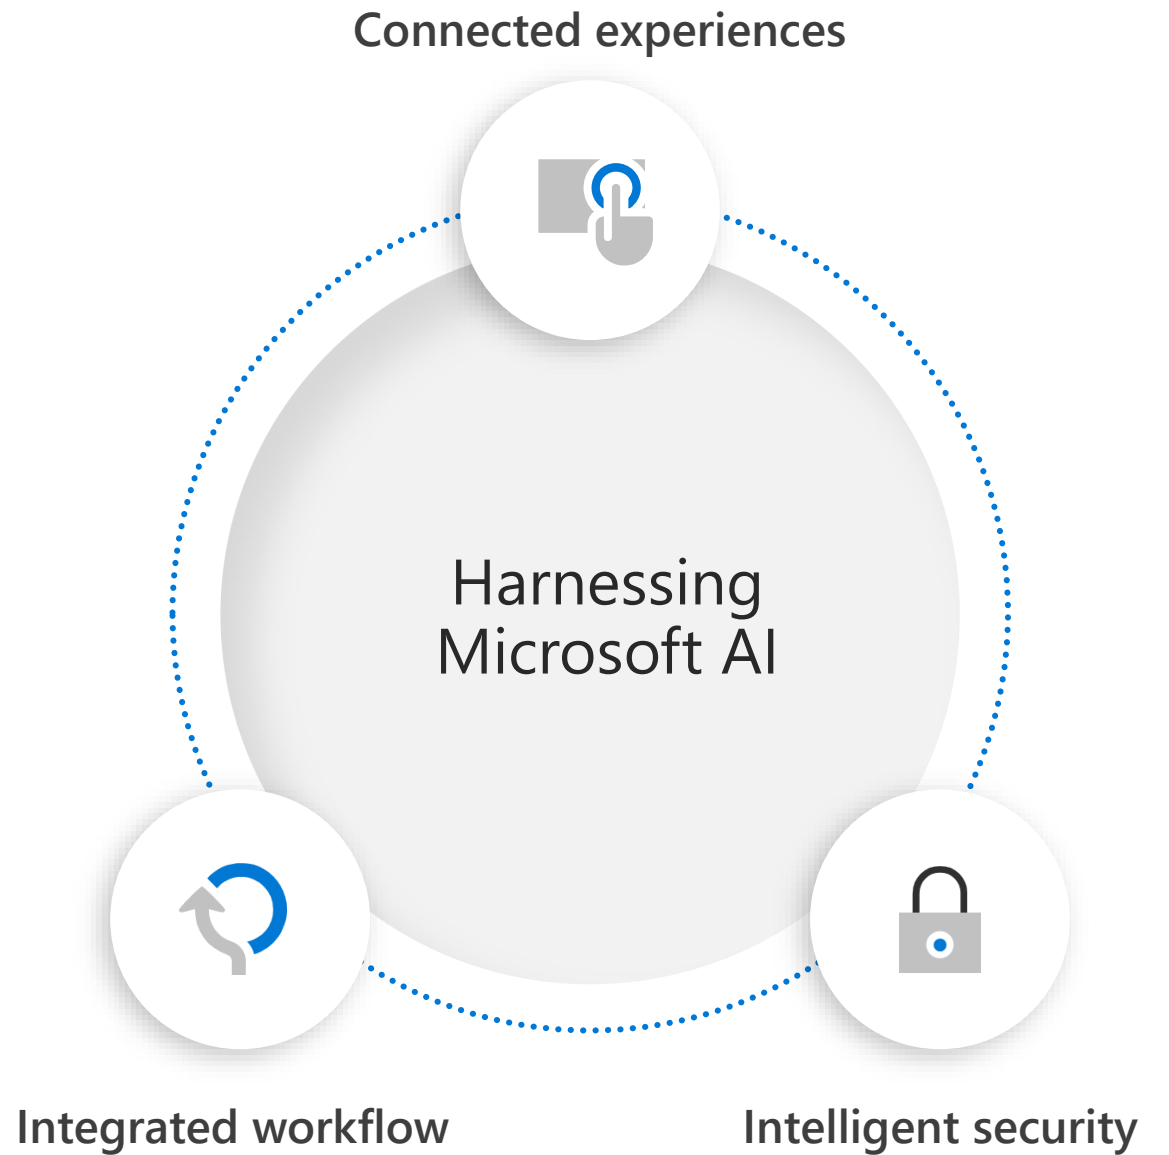 Connected experiences
Harnessing
Microsoft AI
Integrated workflow
Intelligent security